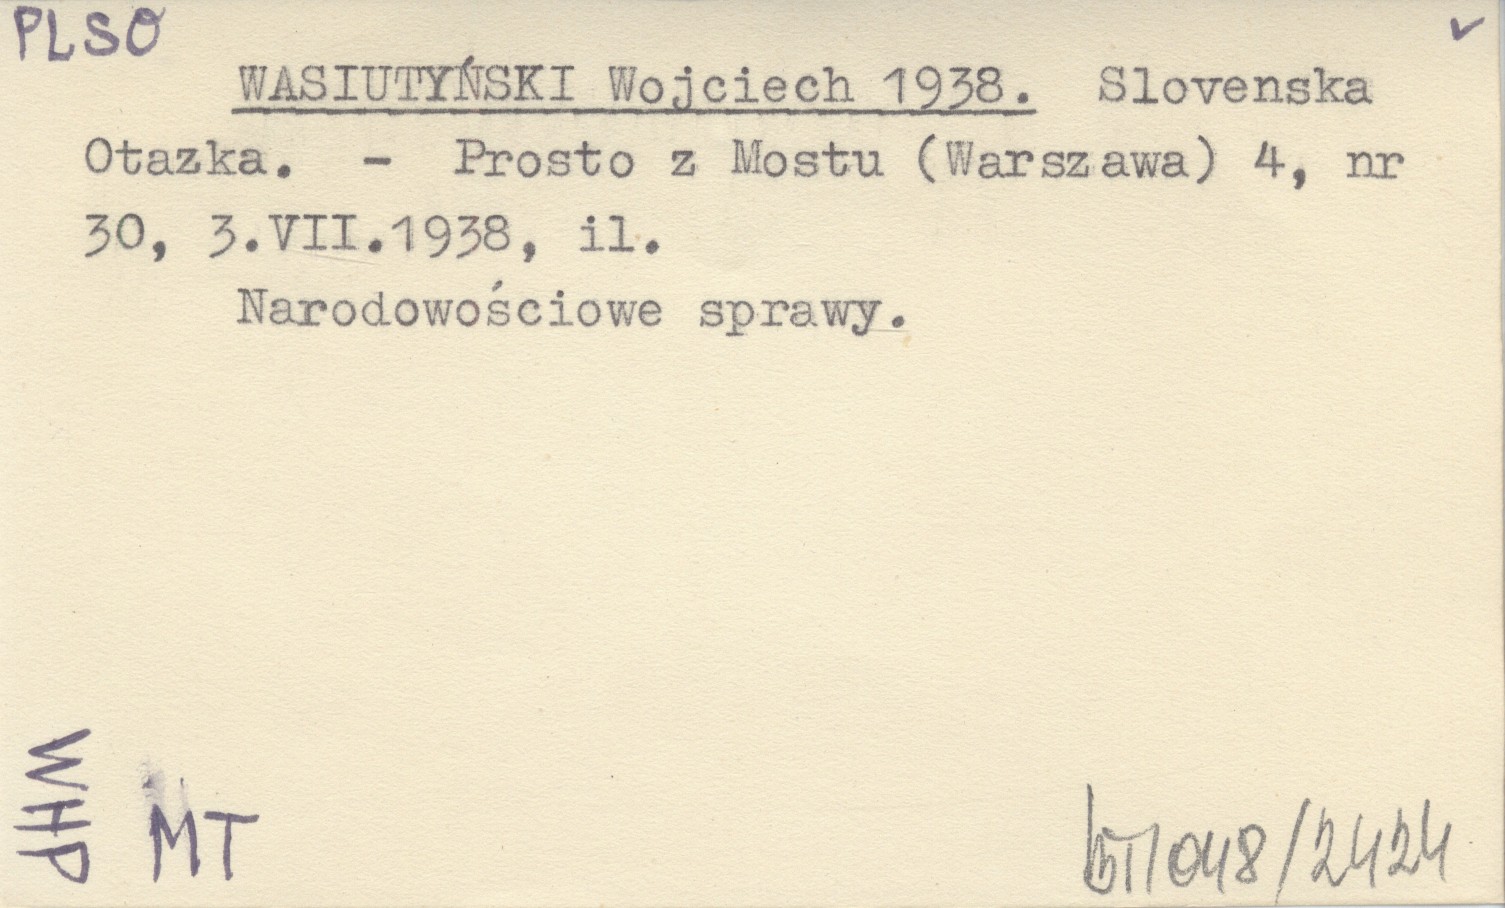 PLSO
WASIUTYŃSKI Wojciech 1938. Slovenska
Otazka. - Prosto z Mostu (Warszawa) 4, nr
30, 3.VII.1938, il.
Narodowościowe sprawy.
WHP
MT
048/2424